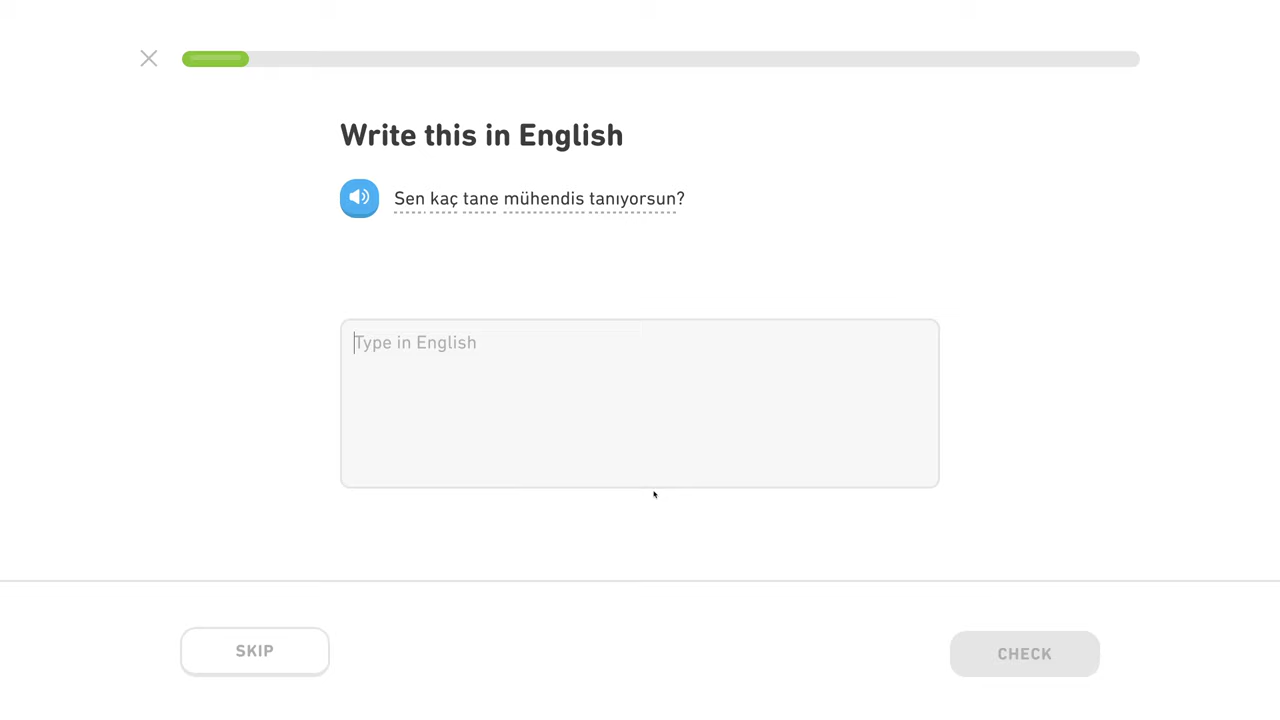 Write this in English
Sen kaç tane mühendis tanıyorsun?
Type in English
SKIP
CHECK